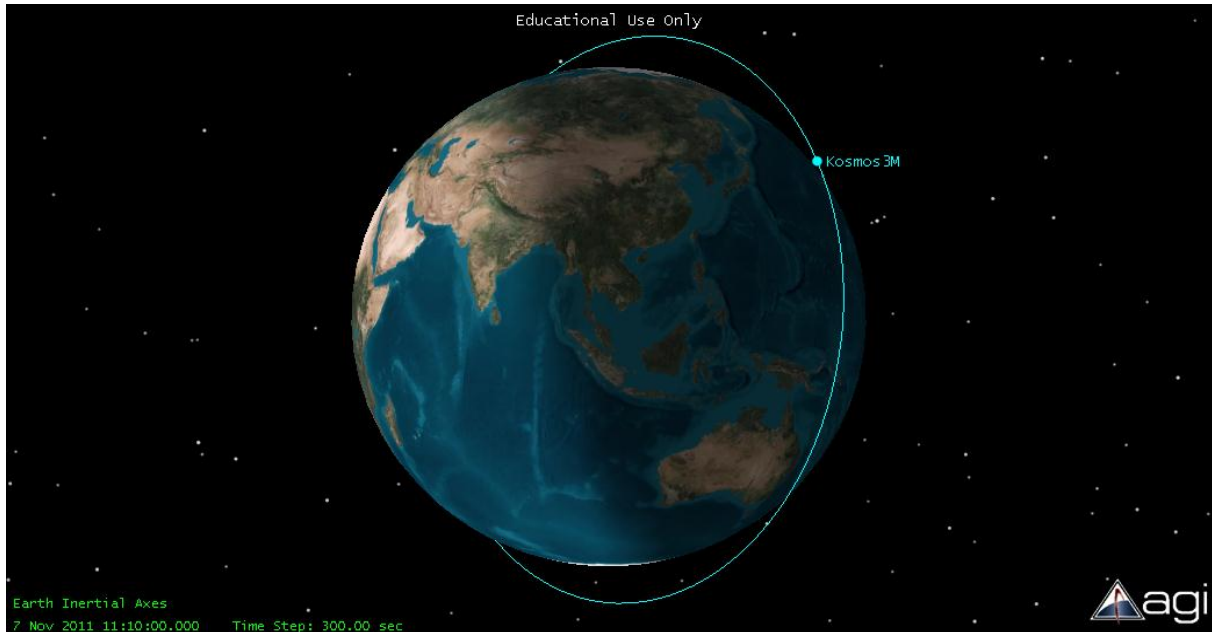 Educational Use Only
Kosmos3M
Earth Inertial Axes
7 Nov 2011 11:10:00.000 Time Step: 300.00 sec
agi